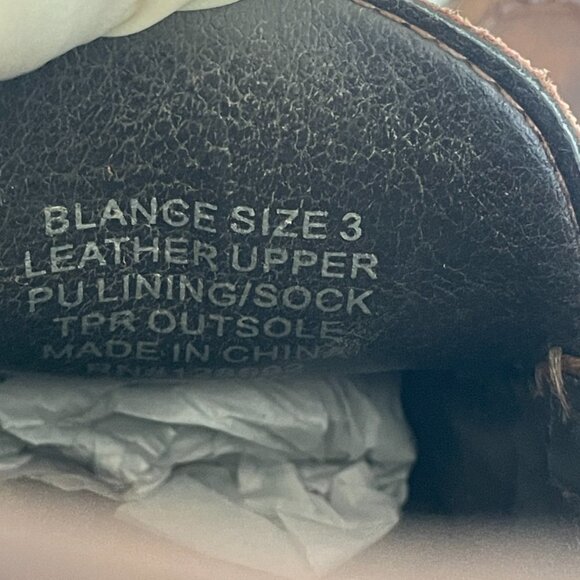 BLANGE SIZE 3
LEATHER UPPER
PU LINING/SOCK
TPR OUTSOLE
MADE IN CHINA